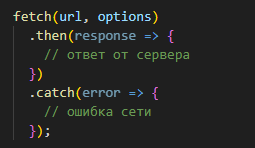 fetch(url, options)
  .then(response => {
    // ответ от сервера
  })
  .catch(error => {
    // ошибка сети
  });